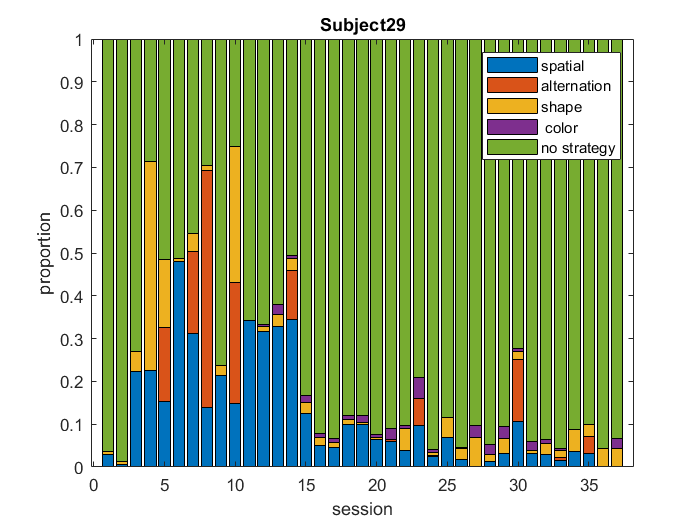 Subject29
1
0.9
0.8
0.7
0.6
0.5
0.4
0.3
0.2
0.1
0
proportion
spatial
alternation
shape
color
no strategy
0 5 10 15 20 25 30 35
session